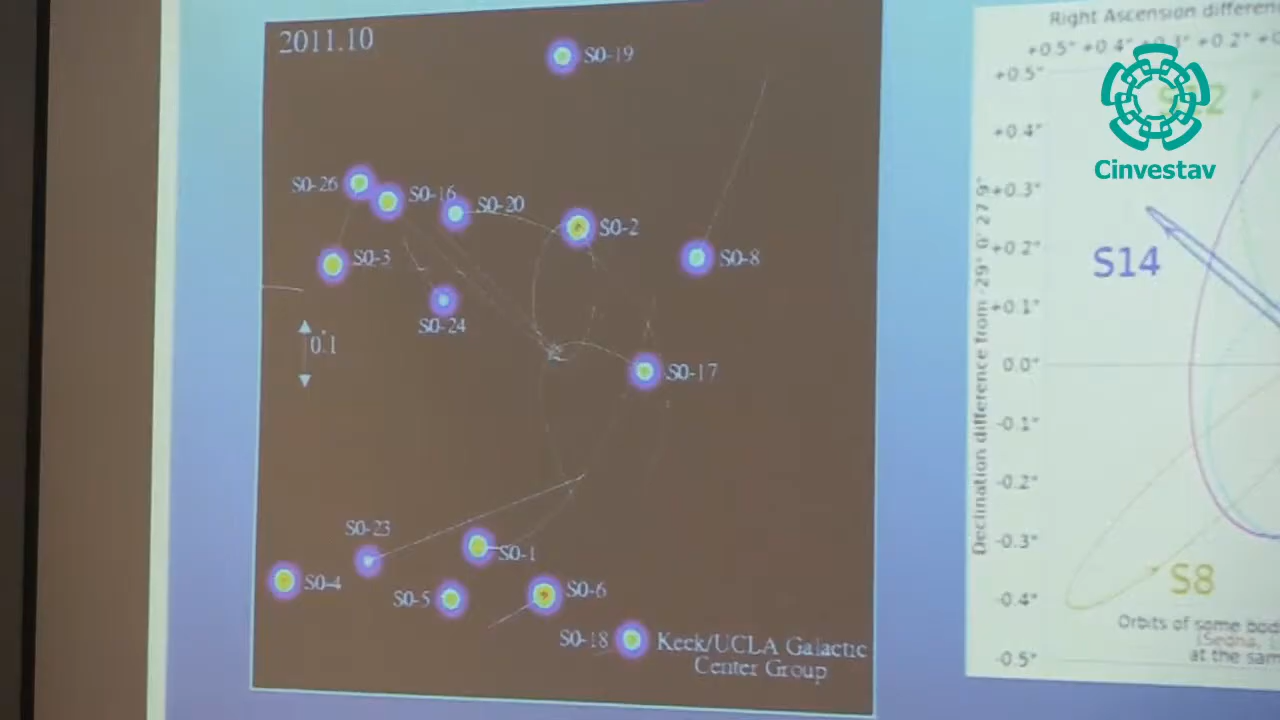 2011.10
S0-19
S0-26
S0-16
S0-20
S0-2
S0-3
S0-8
S0-24
0.1"
S0-17
S0-23
S0-1
S0-4
S0-5
S0-6
S0-18
Keck/UCLA Galactic
Center Group
Right Ascension differen
+0.5" +0.4" +0.3" +0.2"
+0.5"
+0.4"
+0.3"
+0.2"
+0.1"
0.0"
-0.1"
-0.2"
-0.3"
-0.4"
-0.5"
Declination difference from -29° 0' 27.9"
S14
S8
Orbits of some bod
(Sedna,
at the sam
Cinvestav